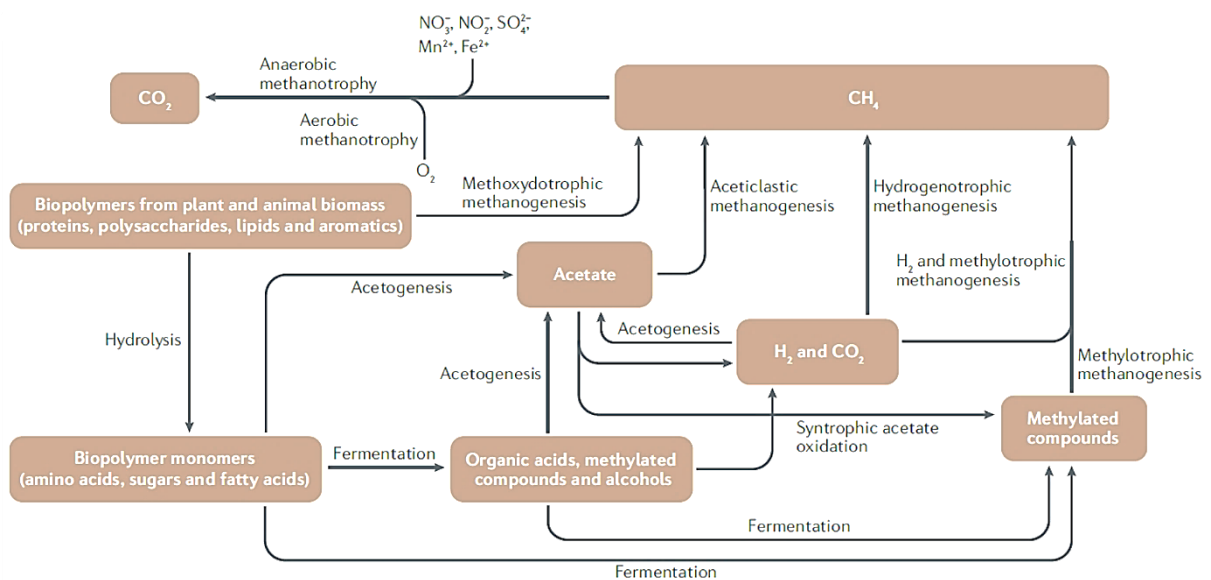 NO₃⁻, NO₂⁻, SO₄²⁻,
Mn²⁺, Fe²⁺
Anaerobic
methanotrophy
CO₂
CH₄
Aerobic
methanotrophy
O₂
Biopolymers from plant and animal biomass
(proteins, polysaccharides, lipids and aromatics)
Methoxydotrophic
methanogenesis
Aceticlastic
methanogenesis
Hydrogenotrophic
methanogenesis
H₂ and methylotrophic
methanogenesis
Acetate
Acetogenesis
Hydrolysis
Acetogenesis
H₂ and CO₂
Acetogenesis
Methylotrophic
methanogenesis
Methylated
compounds
Syntrophic acetate
oxidation
Biopolymer monomers
(amino acids, sugars and fatty acids)
Fermentation
Organic acids, methylated
compounds and alcohols
Fermentation
Fermentation